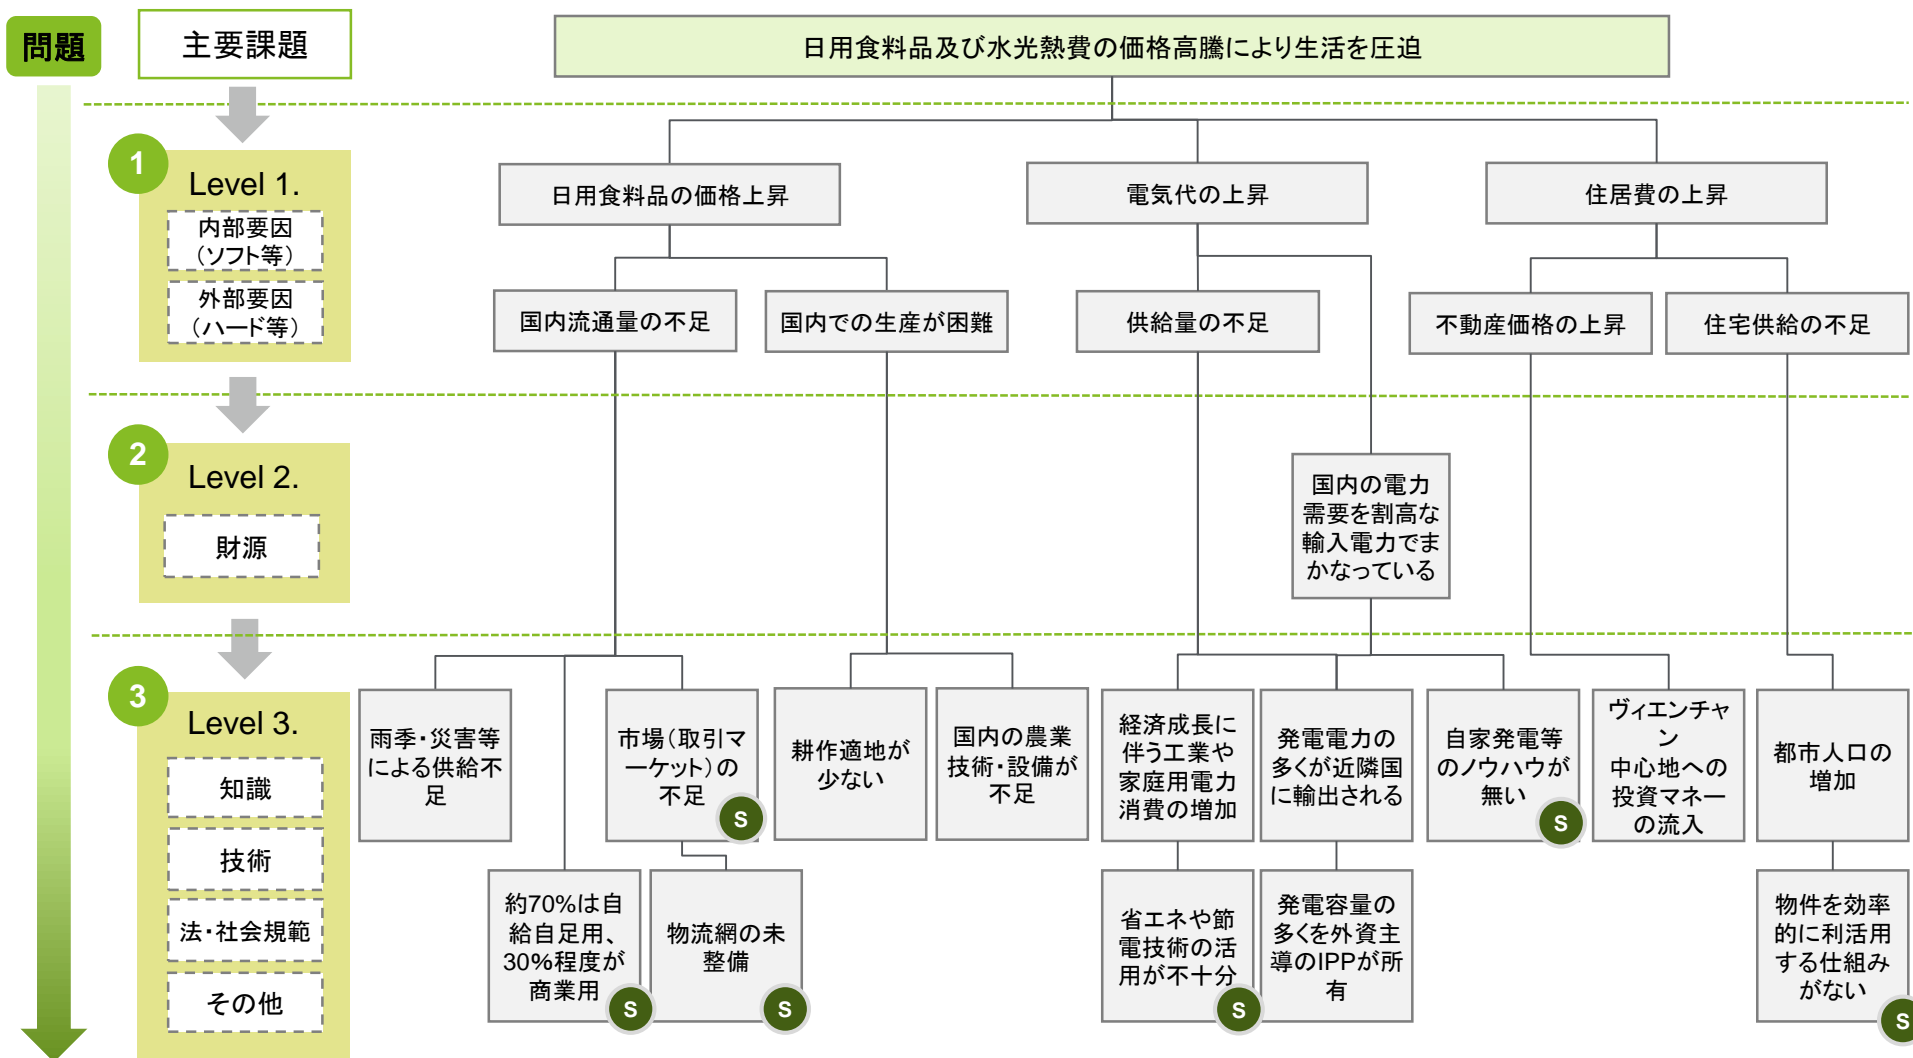 問題
主要課題
日用食料品及び水光熱費の価格高騰により生活を圧迫
1
Level 1.
内部要因
(ソフト等)
外部要因
(ハード等)
日用食料品の価格上昇
電気代の上昇
住居費の上昇
国内流通量の不足
国内での生産が困難
供給量の不足
不動産価格の上昇
住宅供給の不足
2
Level 2.
財源
国内の電力
需要を割高な
輸入電力でま
かなっている
3
Level 3.
知識
技術
法・社会規範
その他
雨季・災害等
による供給不
足
市場(取引マ
ーケット)の
不足
S
耕作適地が
少ない
国内の農業
技術・設備が
不足
経済成長に
伴う工業や
家庭用電力
消費の増加
発電電力の
多くが近隣国
に輸出される
自家発電等
のノウハウが
無い
S
ヴィエンチャ
ン
中心地への
投資マネー
の流入
都市人口の
増加
約70%は自
給自足用、
30%程度が
商業用
S
物流網の未
整備
S
省エネや節
電技術の活
用が不十分
S
発電容量の
多くを外資主
導のIPPが所
有
物件を効率
的に利活用
する仕組み
がない
S